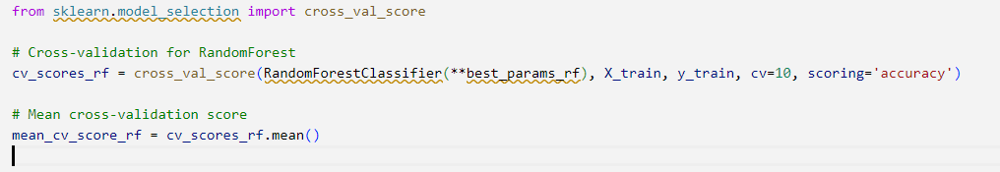 from sklearn.model_selection import cross_val_score
# Cross-validation for RandomForest
cv_scores_rf = cross_val_score(RandomForestClassifier(**best_params_rf), X_train, y_train, cv=10, scoring='accuracy')
# Mean cross-validation score
mean_cv_score_rf = cv_scores_rf.mean()